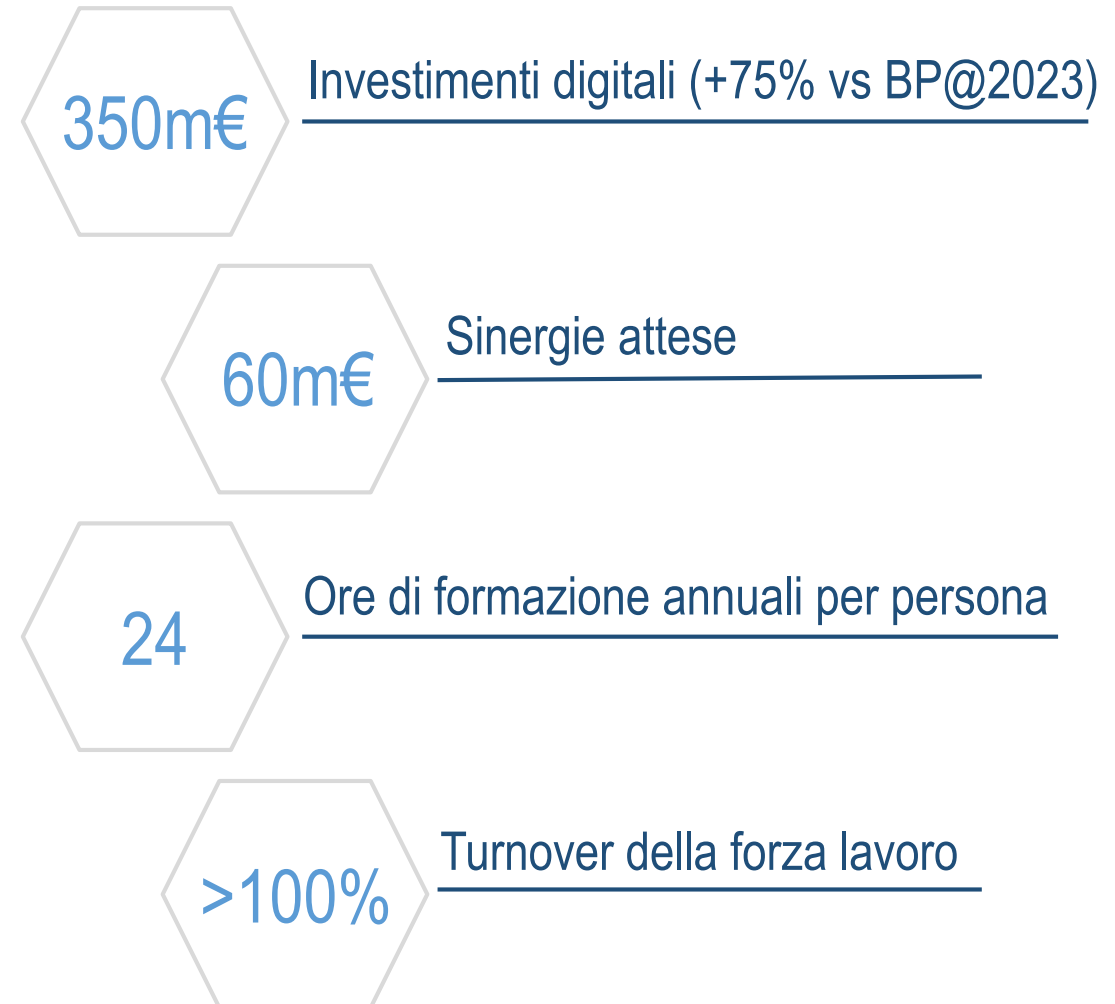 350m€
Investimenti digitali (+75% vs BP@2023)
60m€
Sinergie attese
24
Ore di formazione annuali per persona
>100%
Turnover della forza lavoro